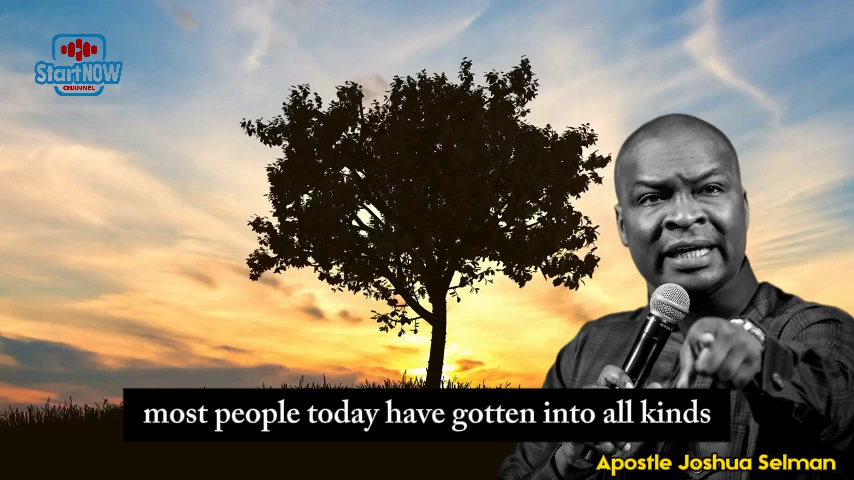 StartNOW
CHANNEL
most people today have gotten into all kinds
Apostle Joshua Selman